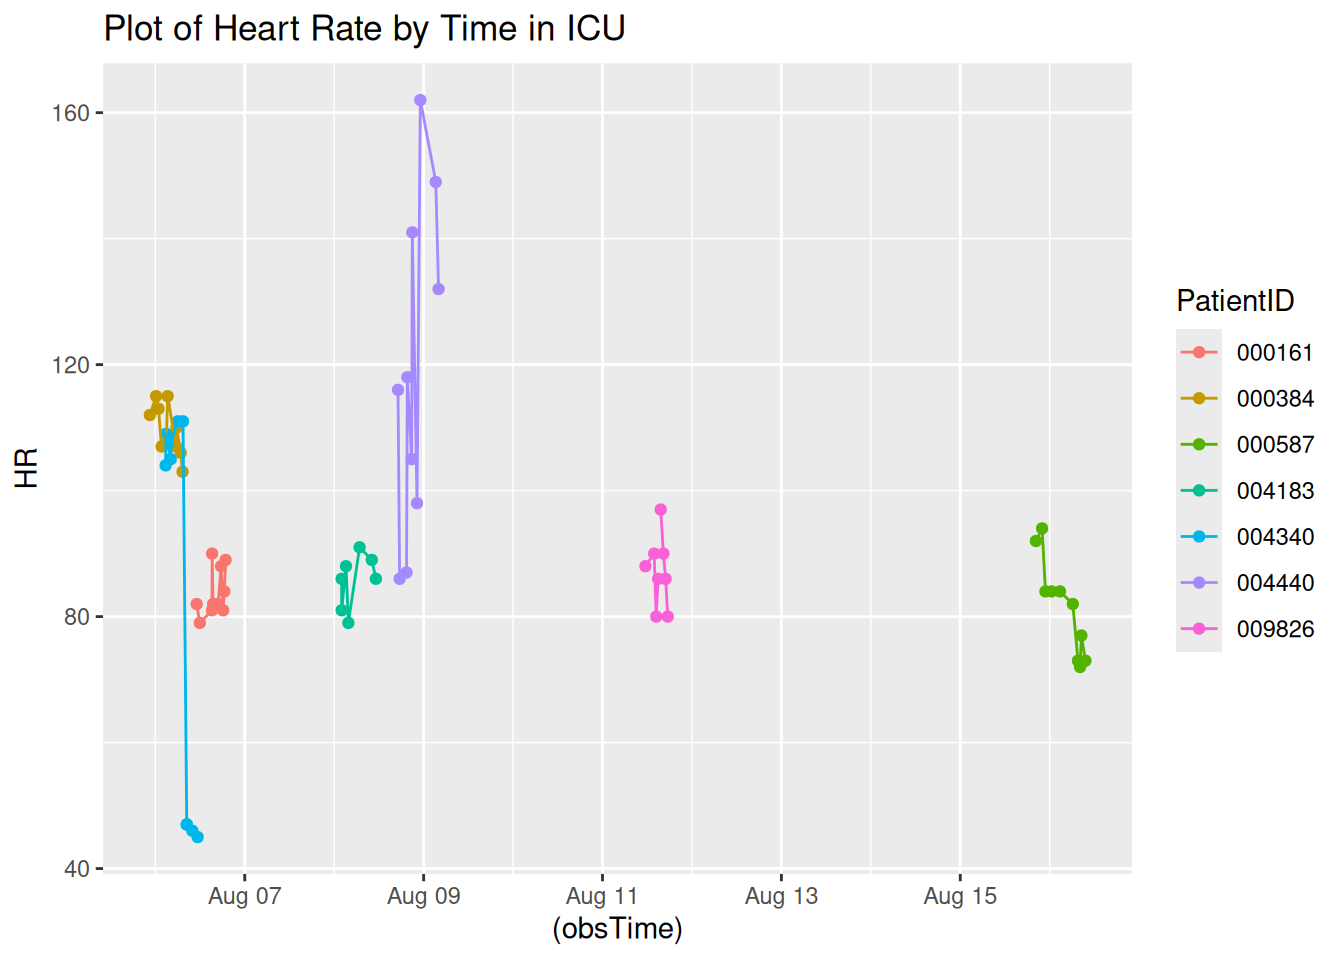 Plot of Heart Rate by Time in ICU
160
120
80
40
HR
Aug 07
Aug 09
Aug 11
Aug 13
Aug 15
(obsTime)
PatientID
000161
000384
000587
004183
004340
004440
009826